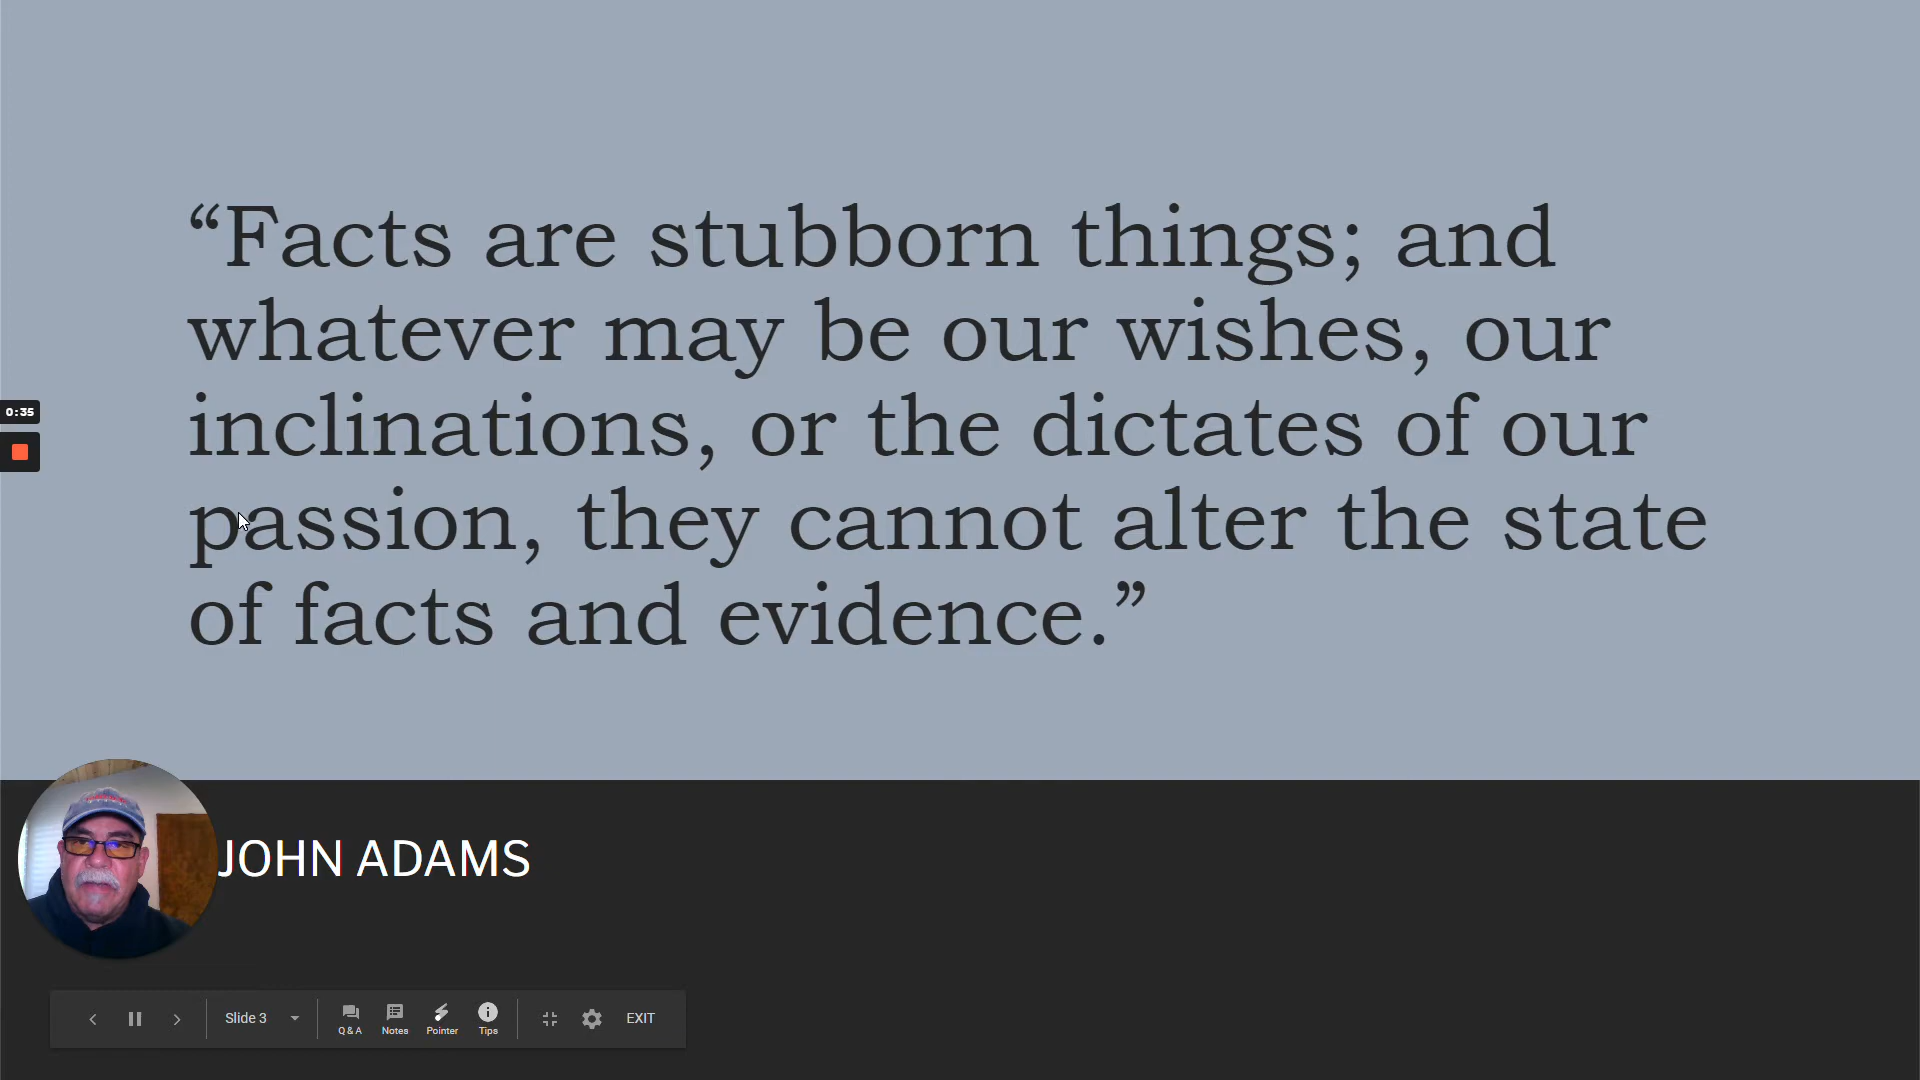 “Facts are stubborn things; and
whatever may be our wishes, our
inclinations, or the dictates of our
passion, they cannot alter the state
of facts and evidence.”
0:35
JOHN ADAMS
Slide 3
Q & A
Notes
Pointer
Tips
EXIT